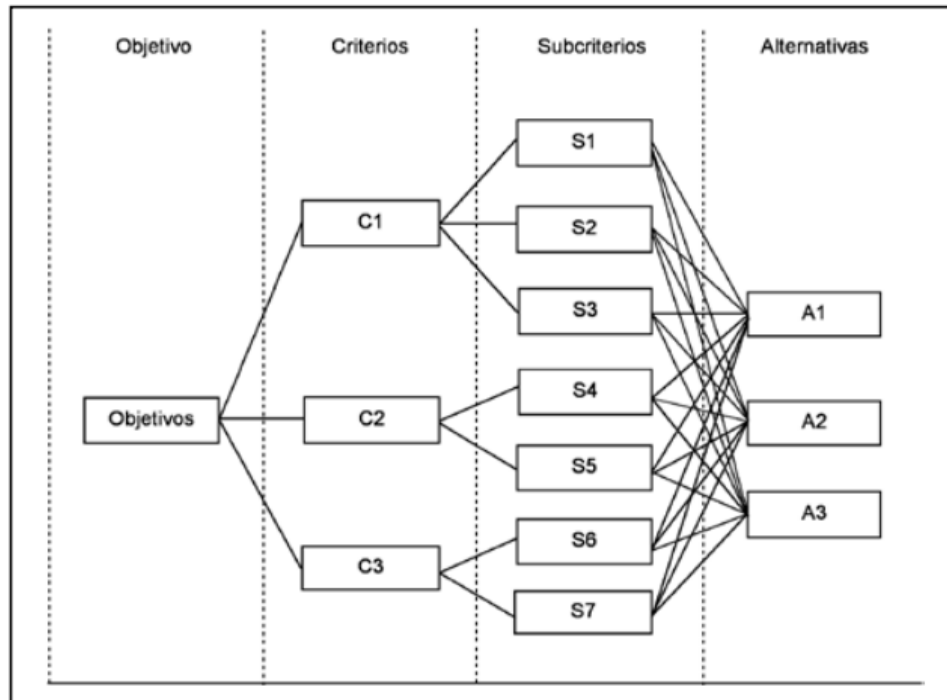 Objetivo Criterios Subcriterios Alternativas
S1
C1 S2
S3 A1
Objetivos C2 S4 A2
S5
A3
C3 S6
S7